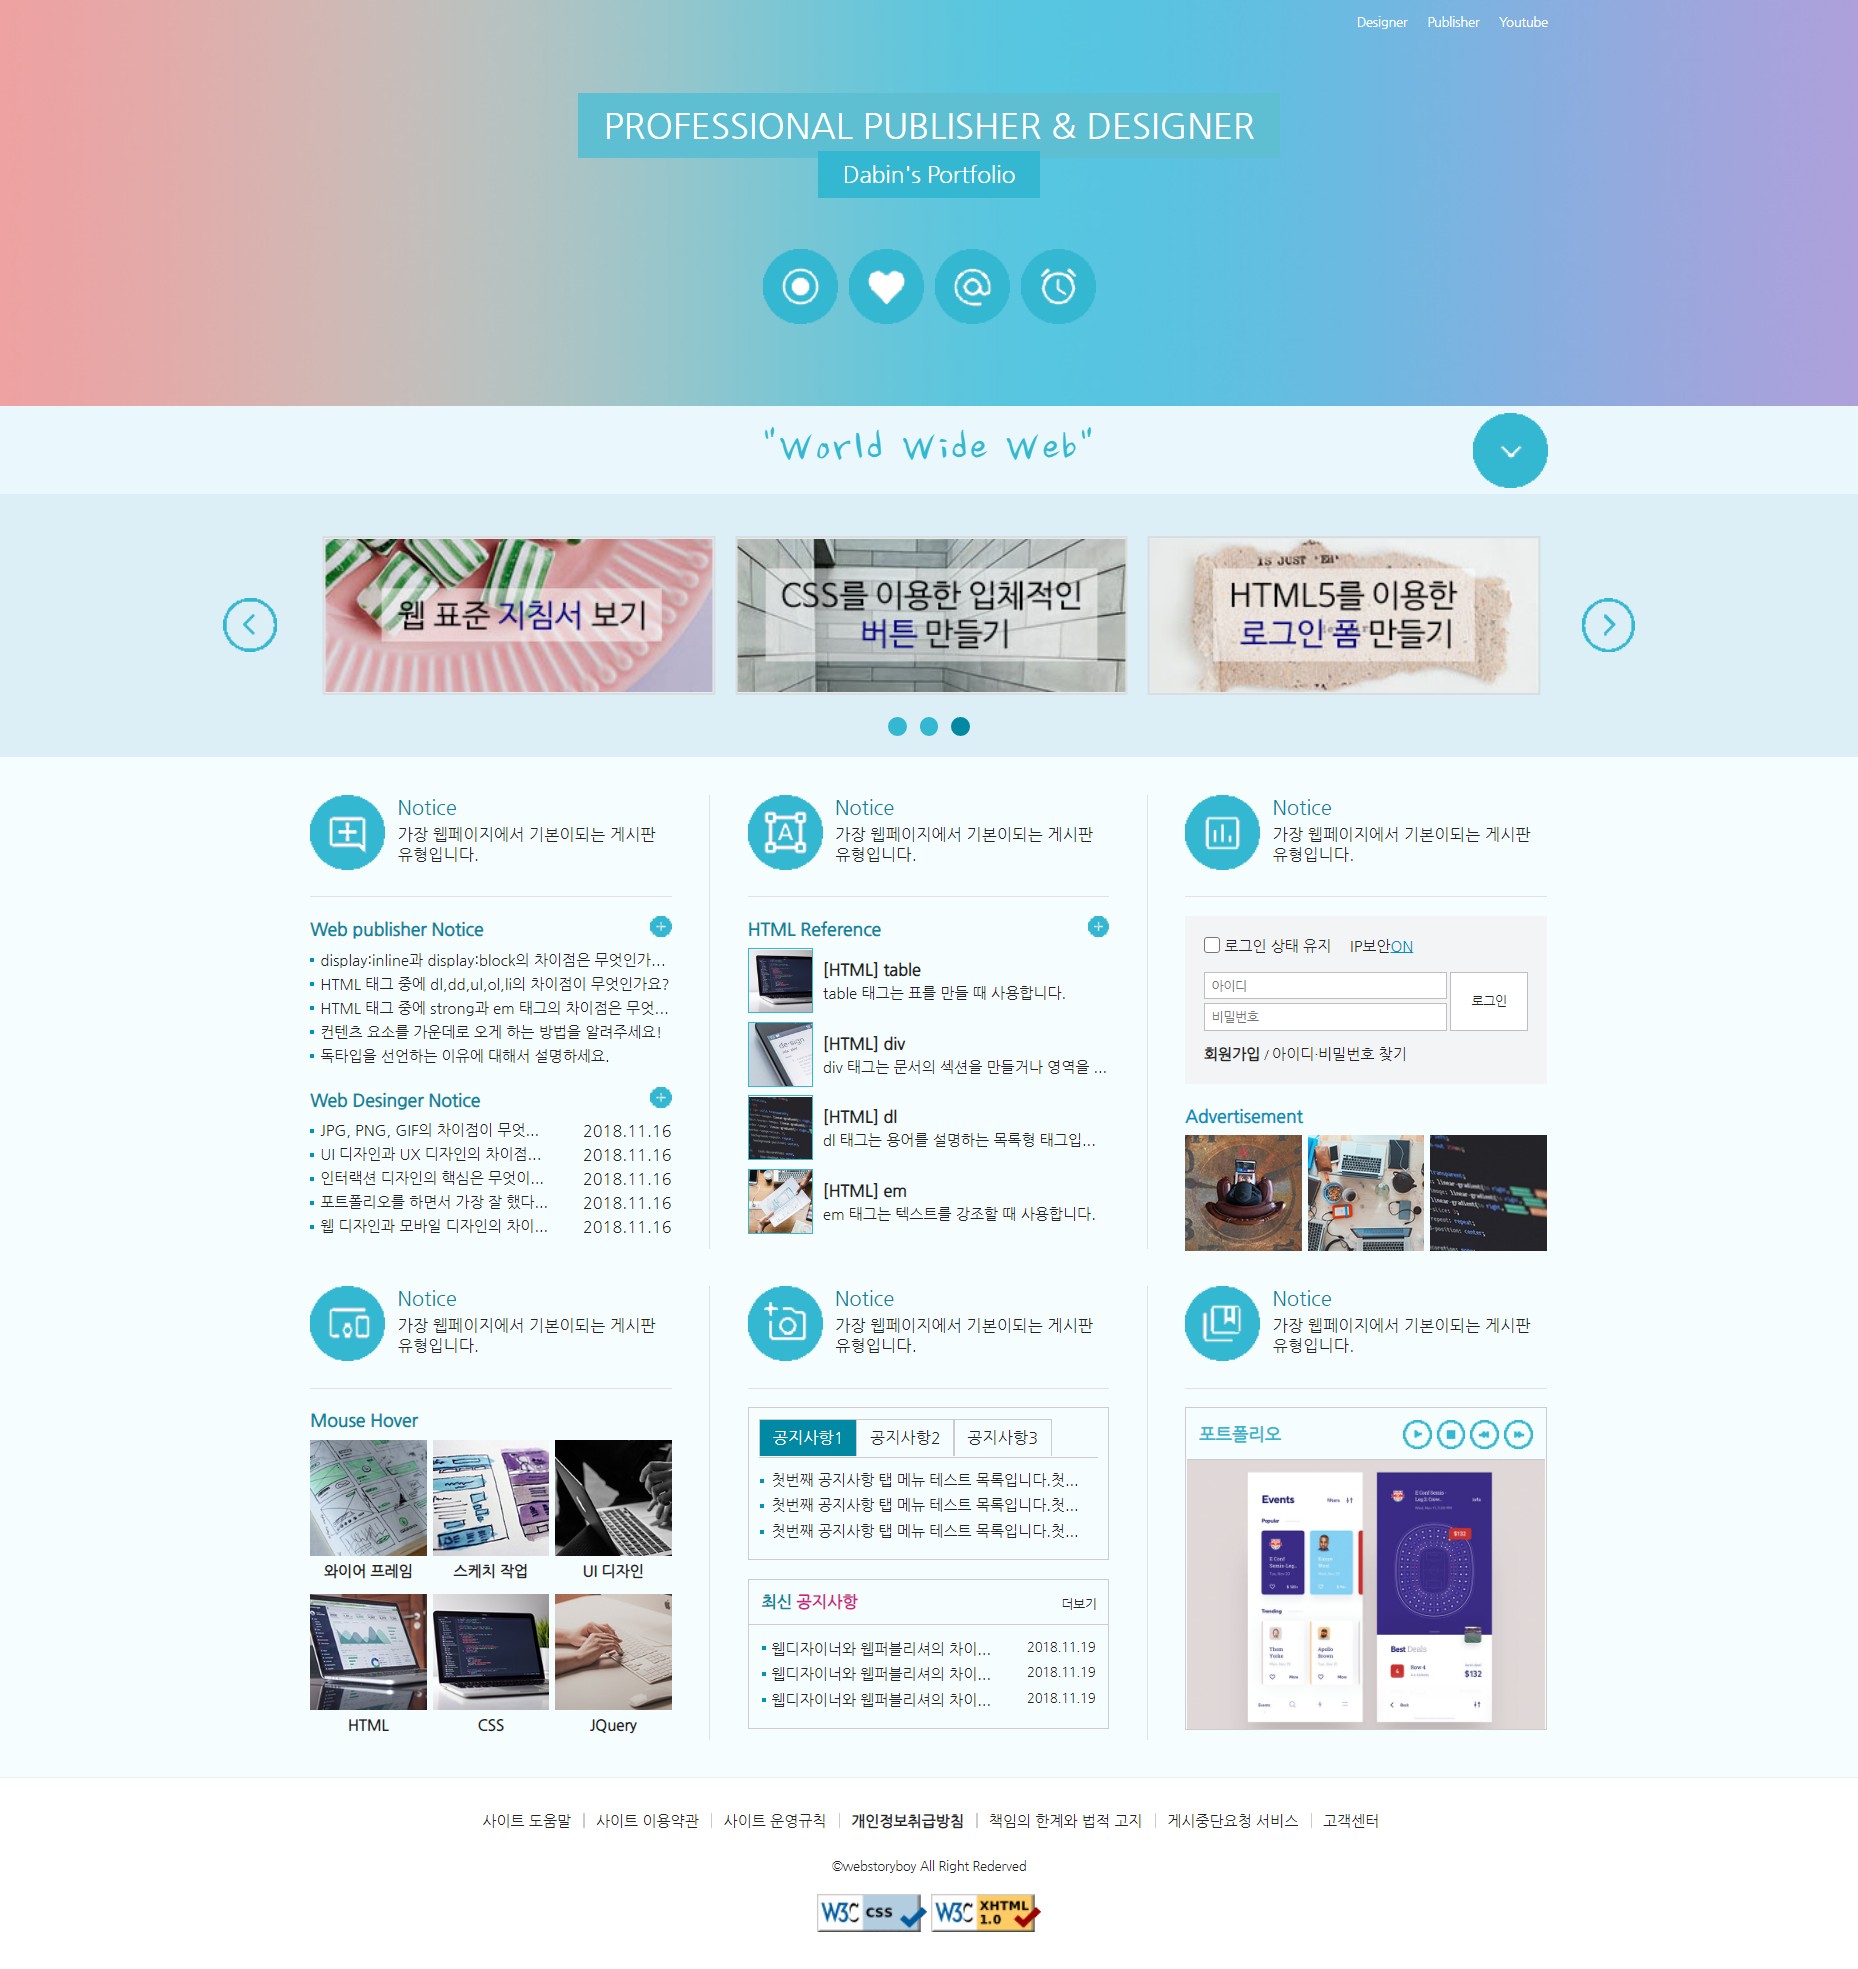 Designer Publisher Youtube
PROFESSIONAL PUBLISHER & DESIGNER
Dabin's Portfolio
"World Wide Web"
웹 표준 지침서 보기
CSS를 이용한 입체적인
버튼 만들기
IS JUST
HTML5를 이용한
로그인 폼 만들기
Notice
가장 웹페이지에서 기본이되는 게시판
유형입니다.
Web publisher Notice
display:inline과 display:block의 차이점은 무엇인가...
HTML 태그 중에 dl,dd,ul,ol,li의 차이점이 무엇인가요?
HTML 태그 중에 strong과 em 태그의 차이점은 무엇...
컨텐츠 요소를 가운데로 오게 하는 방법을 알려주세요!
독타입을 선언하는 이유에 대해서 설명하세요.
Web Desinger Notice
JPG, PNG, GIF의 차이점이 무엇... 2018.11.16
UI 디자인과 UX 디자인의 차이점... 2018.11.16
인터랙션 디자인의 핵심은 무엇이... 2018.11.16
포트폴리오를 하면서 가장 잘 했다... 2018.11.16
웹 디자인과 모바일 디자인의 차이... 2018.11.16
Notice
가장 웹페이지에서 기본이되는 게시판
유형입니다.
HTML Reference
[HTML] table
table 태그는 표를 만들 때 사용합니다.
[HTML] div
div 태그는 문서의 섹션을 만들거나 영역을 ...
[HTML] dl
dl 태그는 용어를 설명하는 목록형 태그입...
[HTML] em
em 태그는 텍스트를 강조할 때 사용합니다.
Notice
가장 웹페이지에서 기본이되는 게시판
유형입니다.
로그인 상태 유지 IP보안ON
아이디
비밀번호
로그인
회원가입 / 아이디·비밀번호 찾기
Advertisement
Notice
가장 웹페이지에서 기본이되는 게시판
유형입니다.
Mouse Hover
와이어 프레임 스케치 작업 UI 디자인
HTML CSS JQuery
Notice
가장 웹페이지에서 기본이되는 게시판
유형입니다.
공지사항1 공지사항2 공지사항3
첫번째 공지사항 탭 메뉴 테스트 목록입니다.첫...
첫번째 공지사항 탭 메뉴 테스트 목록입니다.첫...
첫번째 공지사항 탭 메뉴 테스트 목록입니다.첫...
최신 공지사항 더보기
웹디자이너와 웹퍼블리셔의 차이... 2018.11.19
웹디자이너와 웹퍼블리셔의 차이... 2018.11.19
웹디자이너와 웹퍼블리셔의 차이... 2018.11.19
Notice
가장 웹페이지에서 기본이되는 게시판
유형입니다.
포트폴리오
Events
Popular
Trending
Best Deals
Row 4
$132
사이트 도움말 | 사이트 이용약관 | 사이트 운영규칙 | 개인정보취급방침 | 책임의 한계와 법적 고지 | 게시중단요청 서비스 | 고객센터
©webstoryboy All Right Rederved
W3C CSS W3C XHTML 1.0